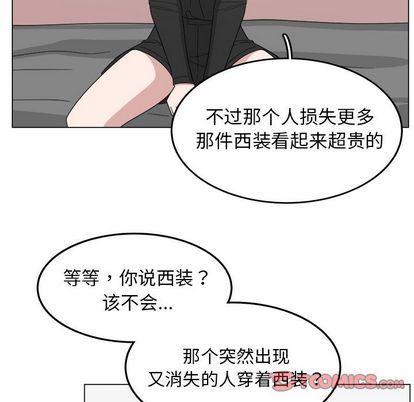 不过那个人损失更多
那件西装看起来超贵的
等等，你说西装？
该不会...
那个突然出现
又消失的人穿着西装？
TOOMICS.COM